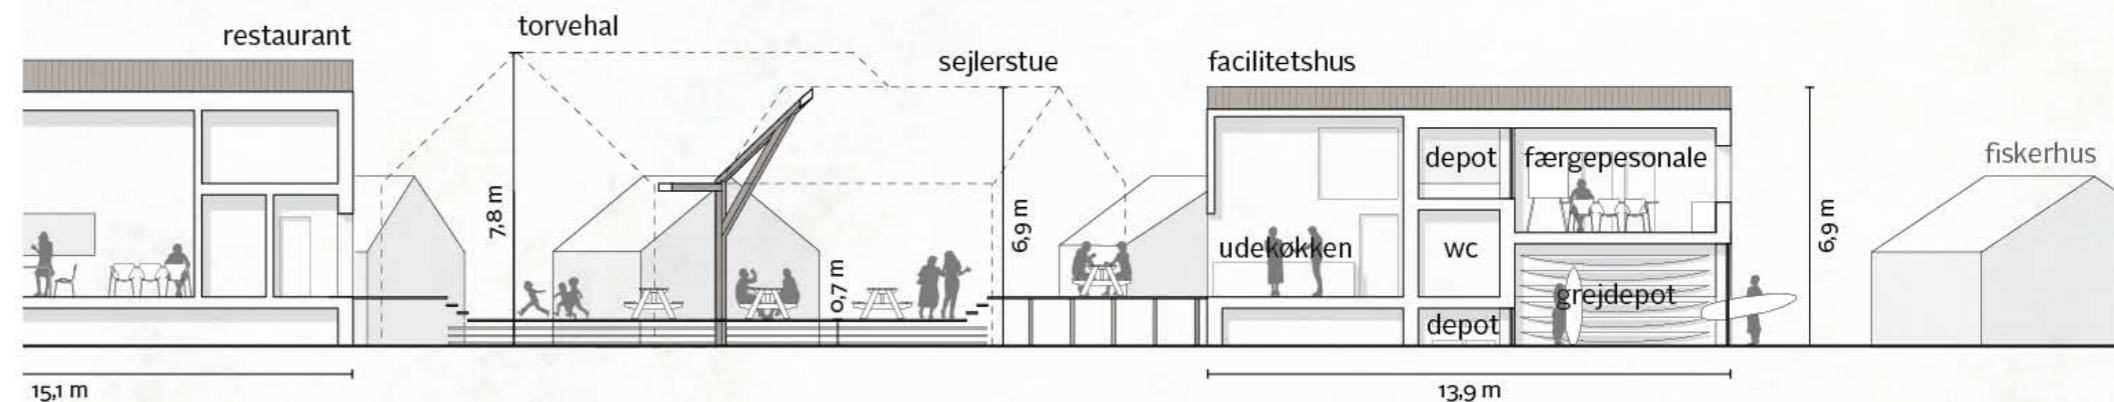 restaurant
torvehal
sejlerstue
facilitetshus
fiskerhus
depot
færgepesonale
udekøkken
wc
grejdepot
depot
7,8 m
0,7 m
6,9 m
6,9 m
15,1 m
13,9 m